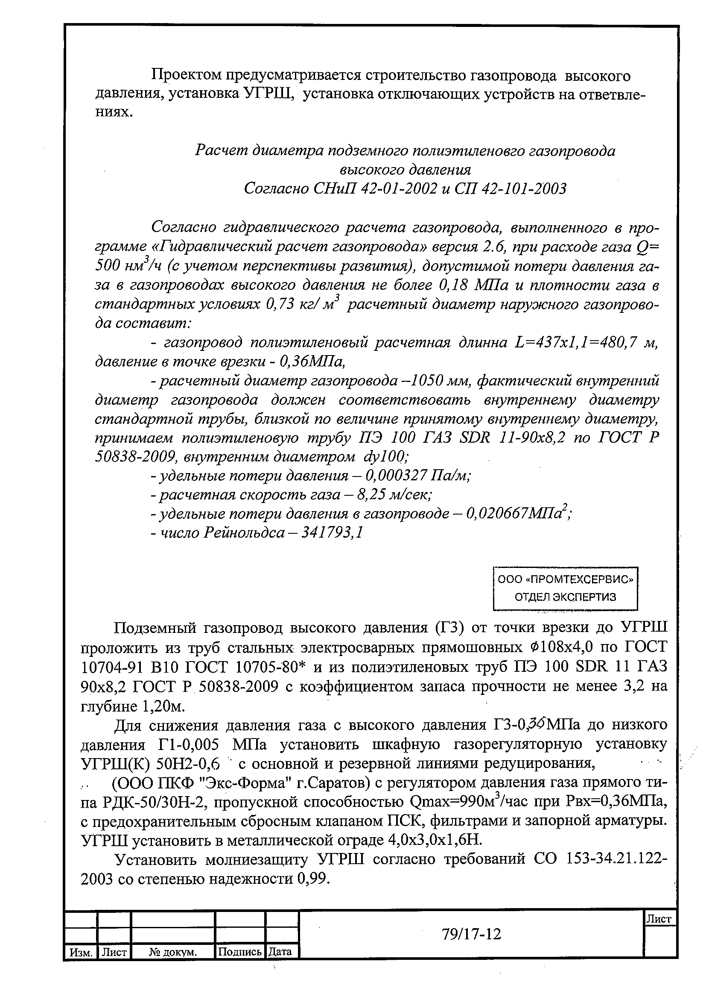 Проектом предусматривается строительство газопровода высокого
давления, установка УГРШ, установка отключающих устройств на ответвле-
ниях.
Расчет диаметра подземного полиэтиленовго газопровода
высокого давления
Согласно СНиП 42-01-2002 и СП 42-101-2003
Согласно гидравлического расчета газопровода, выполненного в про-
грамме «Гидравлический расчет газопровода» версия 2.6, при расходе газа Q=
500 нм³/ч (с учетом перспективы развития), допустимой потери давления га-
за в газопроводах высокого давления не более 0,18 МПа и плотности газа в
стандартных условиях 0,73 кг/ м³ расчетный диаметр наружного газопрово-
да составит:
- газопровод полиэтиленовый расчетная длинна L=437х1,1=480,7 м,
давление в точке врезки - 0,36МПа,
- расчетный диаметр газопровода –1050 мм, фактический внутренний
диаметр газопровода должен соответствовать внутреннему диаметру
стандартной трубы, близкой по величине принятому внутреннему диаметру,
принимаем полиэтиленовую трубу ПЭ 100 ГАЗ SDR 11-90х8,2 по ГОСТ Р
50838-2009, внутренним диаметром dу100;
- удельные потери давления – 0,000327 Па/м;
- расчетная скорость газа – 8,25 м/сек;
- удельные потери давления в газопроводе – 0,020667МПа²;
- число Рейнольдса – 341793,1
ООО «ПРОМТЕХСЕРВИС»
ОТДЕЛ ЭКСПЕРТИЗ
Подземный газопровод высокого давления (Г3) от точки врезки до УГРШ
проложить из труб стальных электросварных прямошовных Ф108х4,0 по ГОСТ
10704-91 В10 ГОСТ 10705-80* и из полиэтиленовых труб ПЭ 100 SDR 11 ГАЗ
90х8,2 ГОСТ Р 50838-2009 с коэффициентом запаса прочности не менее 3,2 на
глубине 1,20м.
Для снижения давления газа с высокого давления Г3-0,36МПа до низкого
давления Г1-0,005 МПа установить шкафную газорегуляторную установку
УГРШ(К) 50Н2-0,6 с основной и резервной линиями редуцирования,
(ООО ПКФ "Экс-Форма" г.Саратов) с регулятором давления газа прямого ти-
па РДК-50/30Н-2, пропускной способностью Qmax=990м³/час при Рвх=0,36МПа,
с предохранительным сбросным клапаном ПСК, фильтрами и запорной арматуры.
УГРШ установить в металлической ограде 4,0х3,0х1,6Н.
Установить молниезащиту УГРШ согласно требований СО 153-34.21.122-
2003 со степенью надежности 0,99.
79/17-12
Лист
Изм. Лист № докум. Подпись Дата